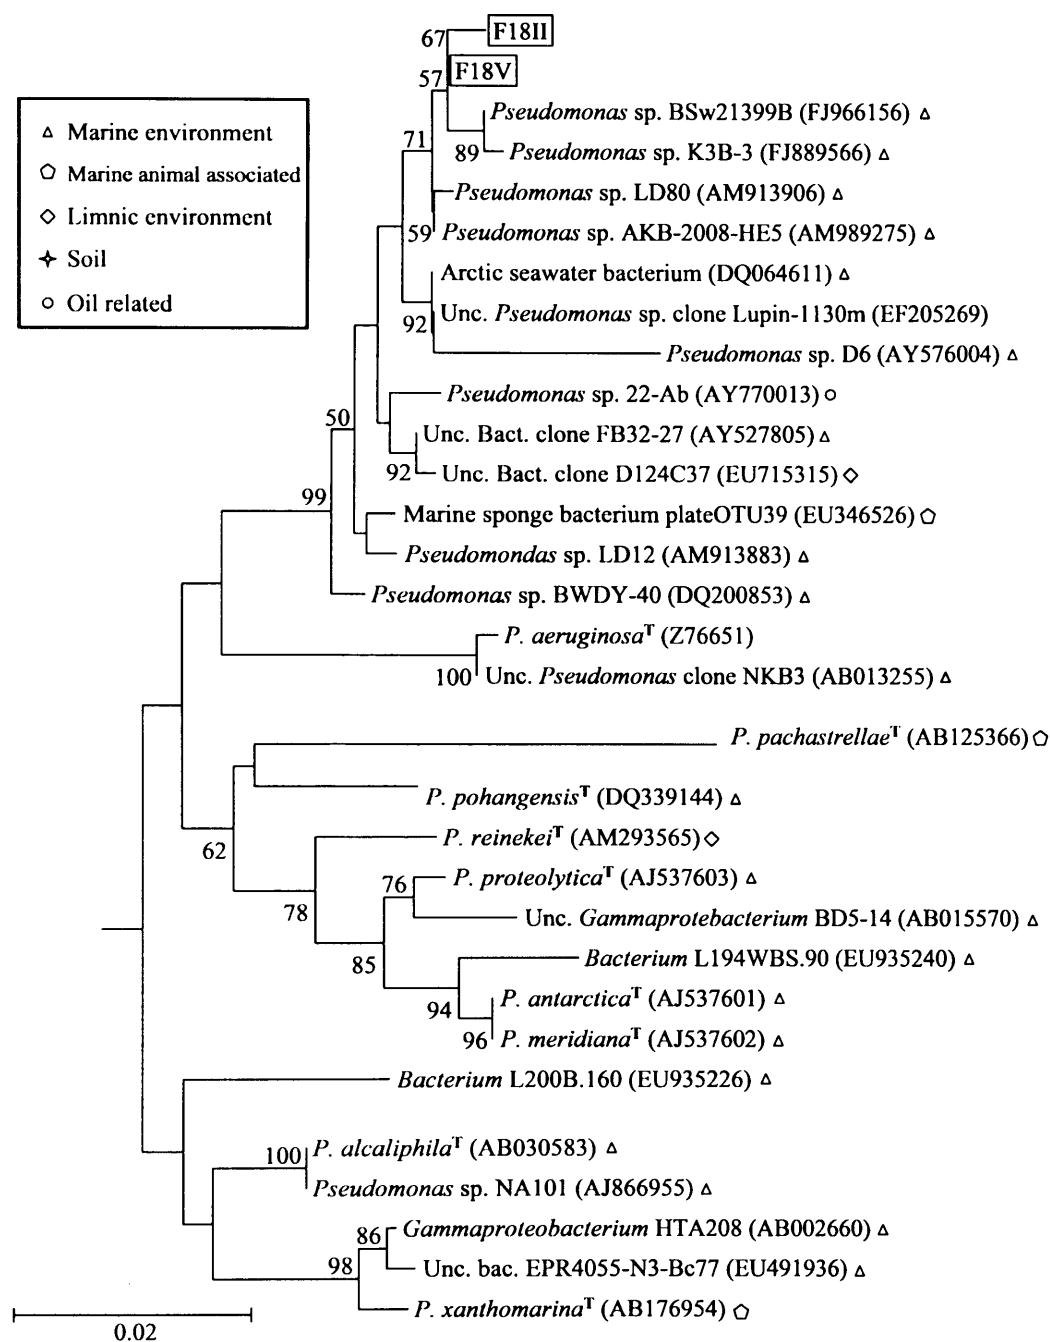 67
F18II
57
F18V
Pseudomonas sp. BSw21399B (FJ966156)
71
89
Pseudomonas sp. K3B-3 (FJ889566)
Pseudomonas sp. LD80 (AM913906)
59
Pseudomonas sp. AKB-2008-HE5 (AM989275)
Arctic seawater bacterium (DQ064611)
92
Unc. Pseudomonas sp. clone Lupin-1130m (EF205269)
Pseudomonas sp. D6 (AY576004)
Pseudomonas sp. 22-Ab (AY770013)
50
Unc. Bact. clone FB32-27 (AY527805)
92
Unc. Bact. clone D124C37 (EU715315)
99
Marine sponge bacterium plateOTU39 (EU346526)
Pseudomondas sp. LD12 (AM913883)
Pseudomonas sp. BWDY-40 (DQ200853)
P. aeruginosaT (Z76651)
100
Unc. Pseudomonas clone NKB3 (AB013255)
P. pachastrellaeT (AB125366)
P. pohangensisT (DQ339144)
62
P. reinekeiT (AM293565)
76
P. proteolyticaT (AJ537603)
78
Unc. Gammaprotebacterium BD5-14 (AB015570)
85
Bacterium L194WBS.90 (EU935240)
94
P. antarcticaT (AJ537601)
96
P. meridianaT (AJ537602)
Bacterium L200B.160 (EU935226)
100
P. alcaliphilaT (AB030583)
Pseudomonas sp. NA101 (AJ866955)
86
Gammaproteobacterium HTA208 (AB002660)
98
Unc. bac. EPR4055-N3-Bc77 (EU491936)
P. xanthomarinaT (AB176954)
0.02
Marine environment
Marine animal associated
Limnic environment
Soil
Oil related